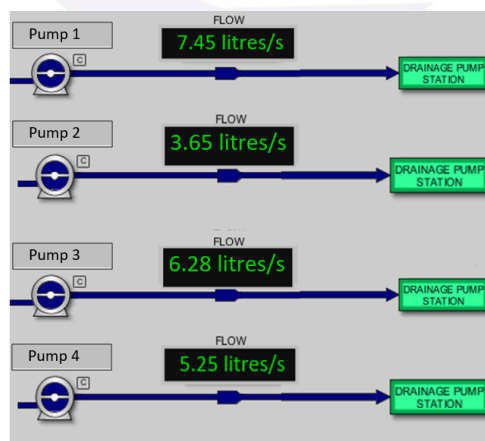 FLOW
Pump 1
7.45 litres/s
C
DRAINAGE PUMP
STATION
FLOW
Pump 2
3.65 litres/s
C
DRAINAGE PUMP
STATION
FLOW
Pump 3
6.28 litres/s
C
DRAINAGE PUMP
STATION
FLOW
Pump 4
5.25 litres/s
C
DRAINAGE PUMP
STATION